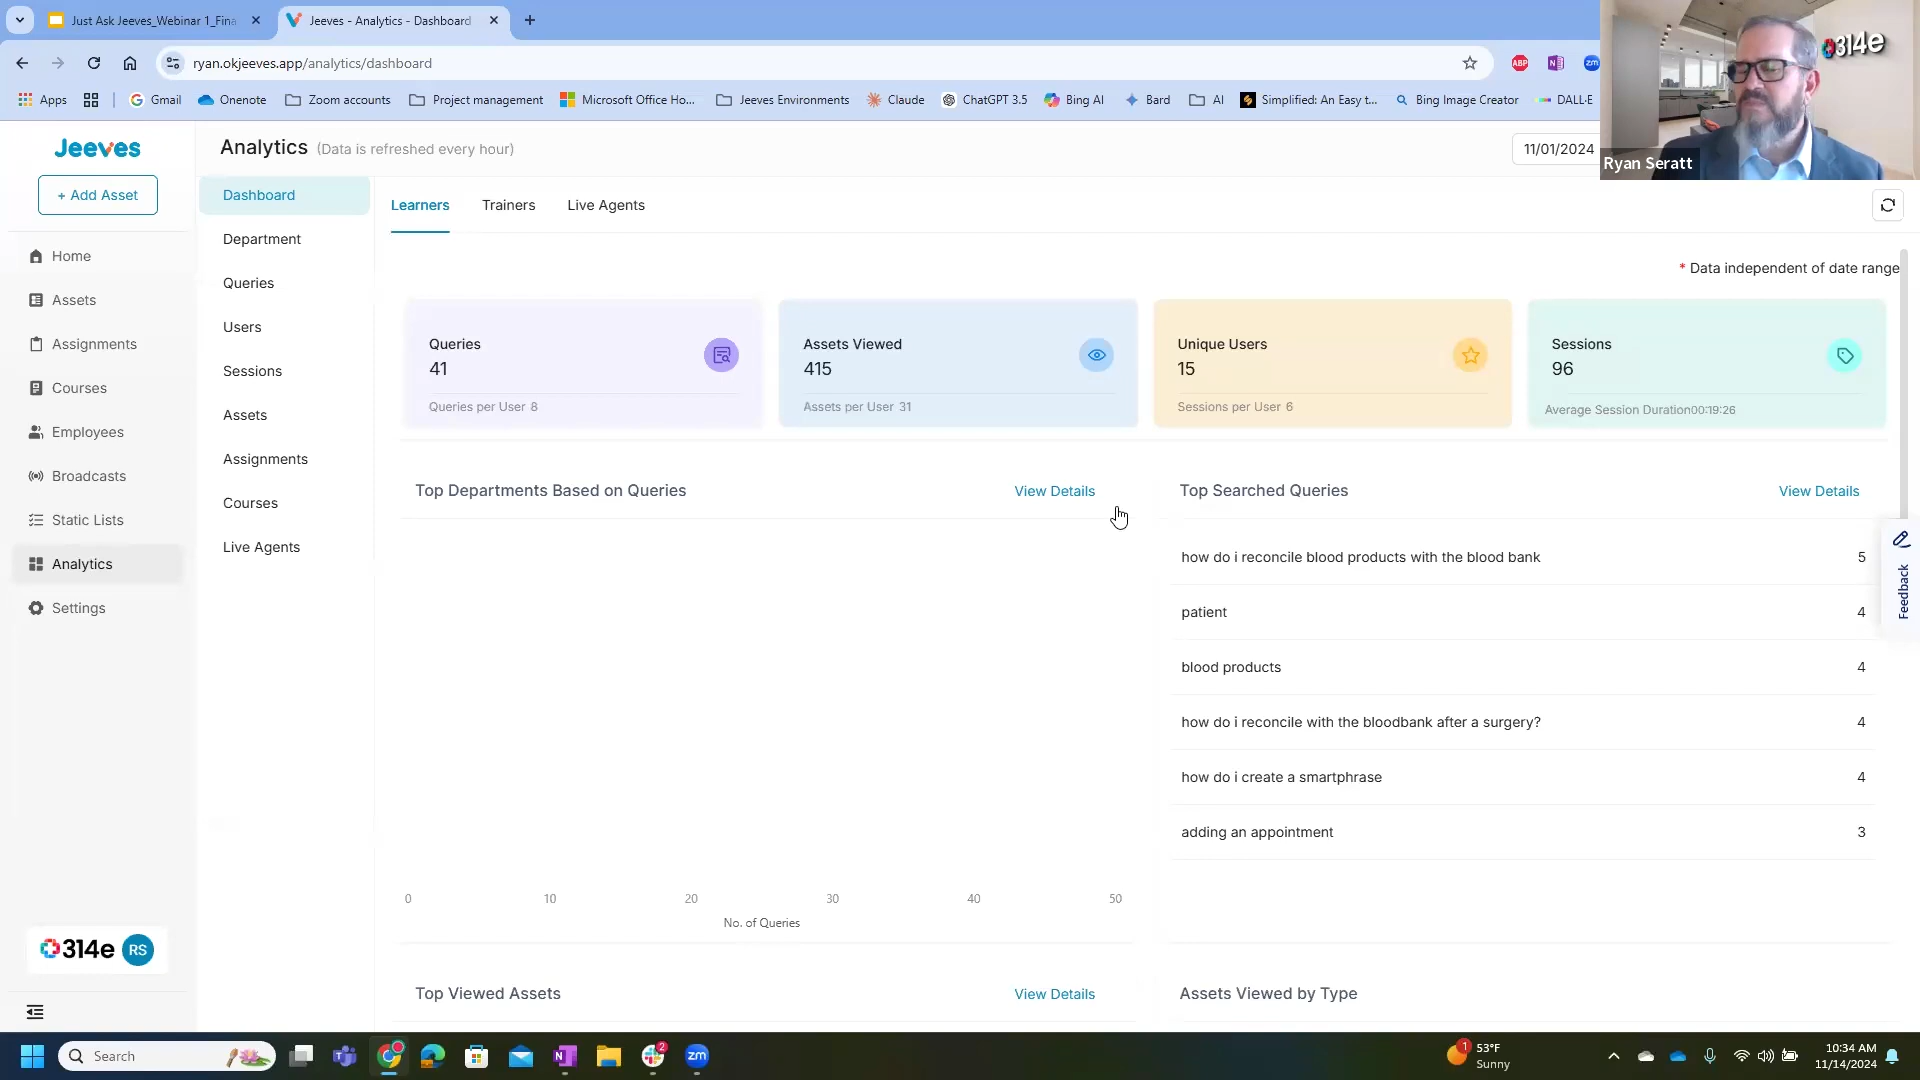 Just Ask Jeeves_Webinar 1_Fina
Jeeves - Analytics - Dashboard
ryan.okjeeves.app/analytics/dashboard
ABP
zm
Apps
Gmail
Onenote
Zoom accounts
Project management
Microsoft Office Ho...
Jeeves Environments
Claude
ChatGPT 3.5
Bing AI
Bard
AI
Simplified: An Easy t...
Bing Image Creator
DALL·E
314e
Ryan Seratt
Jeeves
+ Add Asset
Home
Assets
Assignments
Courses
Employees
Broadcasts
Static Lists
Analytics
Settings
314e
RS
Analytics (Data is refreshed every hour)
11/01/2024
Dashboard
Department
Queries
Users
Sessions
Assets
Assignments
Courses
Live Agents
Learners
Trainers
Live Agents
* Data independent of date range
Queries
41
Queries per User 8
Assets Viewed
415
Assets per User 31
Unique Users
15
Sessions per User 6
Sessions
96
Average Session Duration00:19:26
Top Departments Based on Queries
View Details
0 10 20 30 40 50
No. of Queries
Top Searched Queries
View Details
how do i reconcile blood products with the blood bank 5
patient 4
blood products 4
how do i reconcile with the bloodbank after a surgery? 4
how do i create a smartphrase 4
adding an appointment 3
Feedback
Top Viewed Assets
View Details
Assets Viewed by Type
Search
2
zm
1
53°F
Sunny
10:34 AM
11/14/2024